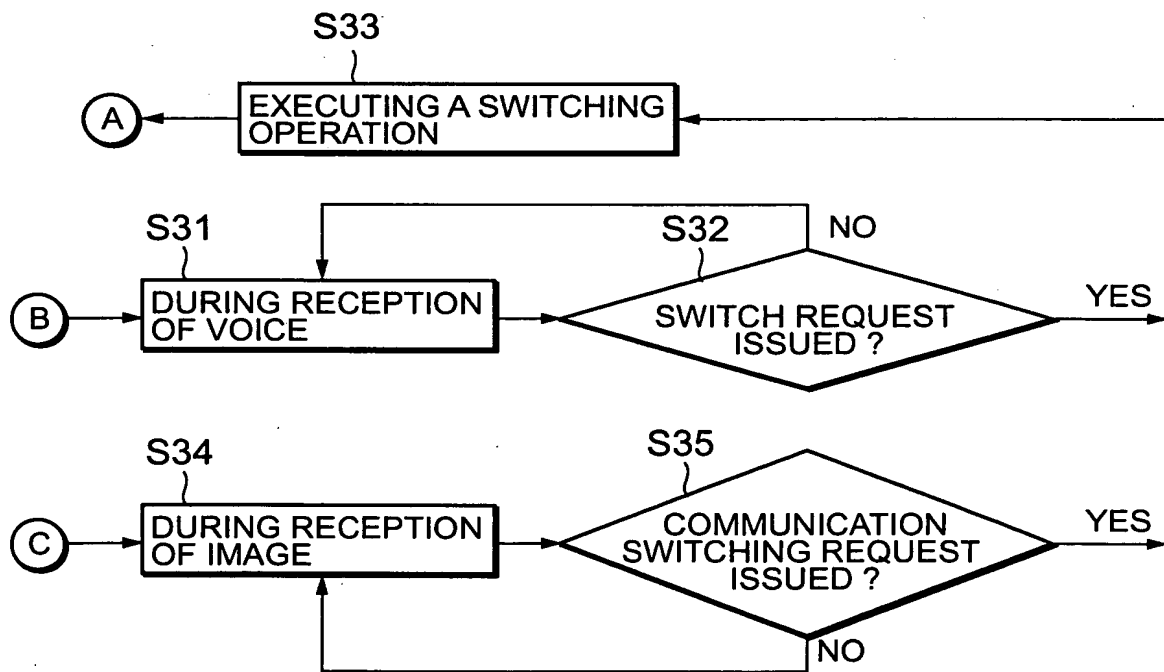 S33
A
EXECUTING A SWITCHING
OPERATION
S31
S32
NO
B
DURING RECEPTION
OF VOICE
SWITCH REQUEST
ISSUED ?
YES
S34
S35
C
DURING RECEPTION
OF IMAGE
COMMUNICATION
SWITCHING REQUEST
ISSUED ?
YES
NO